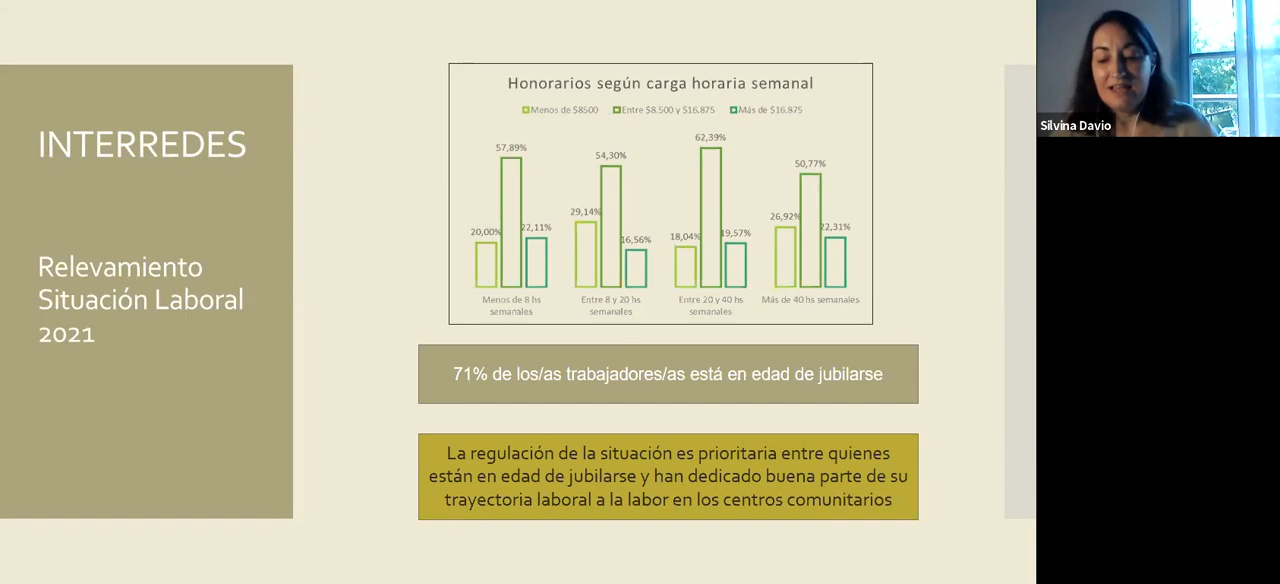 INTERREDES
Relevamiento
Situación Laboral
2021
Honorarios según carga horaria semanal
Menos de $8500 Entre $8.500 y $16.875 Más de $16.875
20,00% 57,89% 22,11% 29,14% 54,30% 16,56% 18,04% 62,39% 19,57% 26,92% 50,77% 22,31%
Menos de 8 hs Entre 8 y 20 hs Entre 20 y 40 hs Más de 40 hs semanales
semanales semanales semanales
71% de los/as trabajadores/as está en edad de jubilarse
La regulación de la situación es prioritaria entre quienes
están en edad de jubilarse y han dedicado buena parte de su
trayectoria laboral a la labor en los centros comunitarios
Silvina Davio